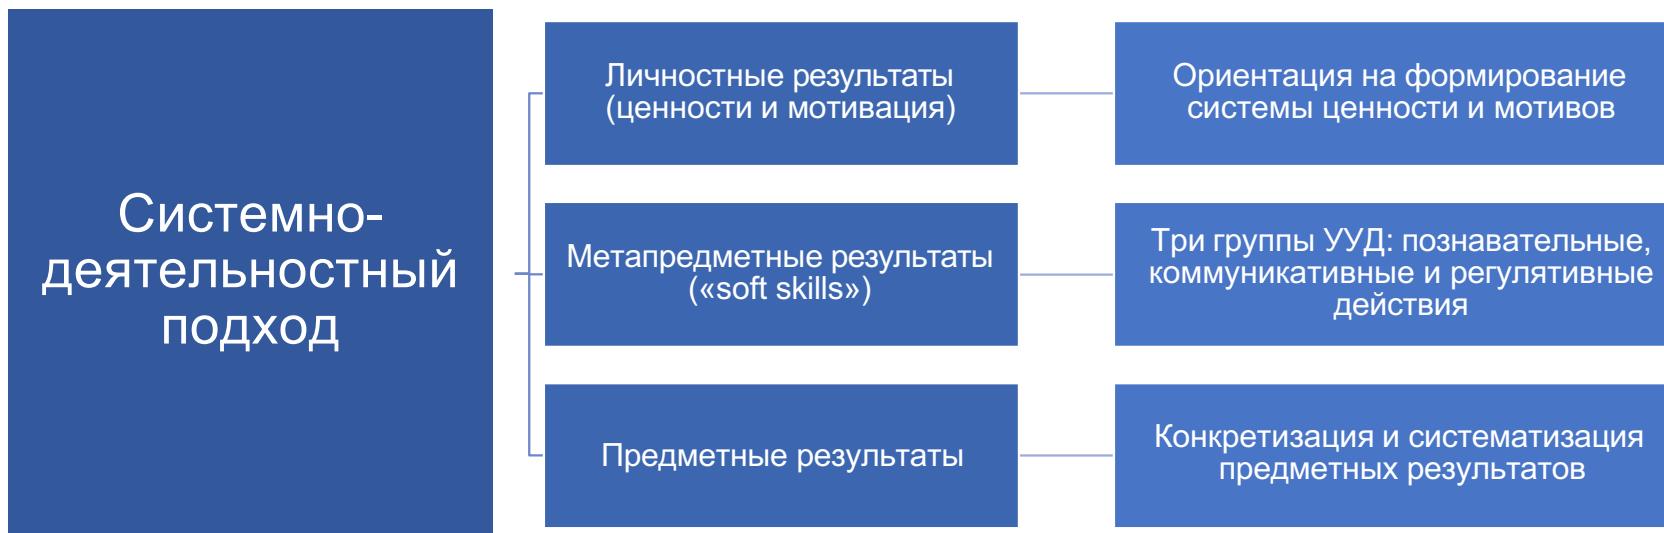 Системно-
деятельностный
подход
Личностные результаты
(ценности и мотивация)
Ориентация на формирование
системы ценности и мотивов
Метапредметные результаты
(«soft skills»)
Три группы УУД: познавательные,
коммуникативные и регулятивные
действия
Предметные результаты
Конкретизация и систематизация
предметных результатов